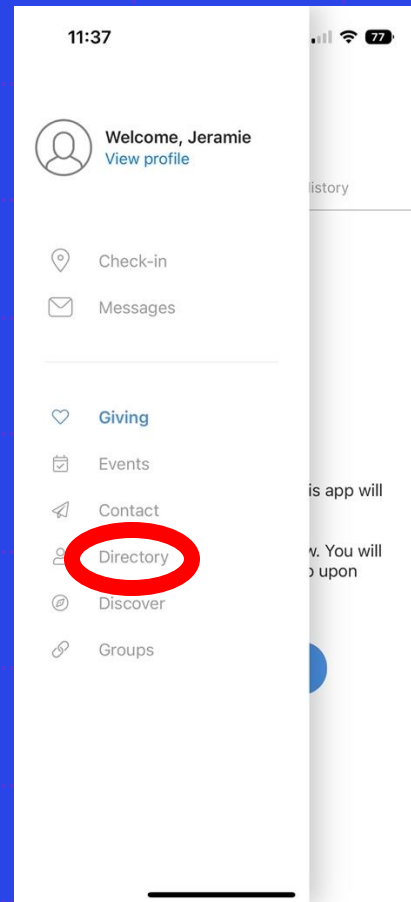 11:37
77
Welcome, Jeramie
View profile
listory
Check-in
Messages
Giving
Events
is app will
Contact
w. You will
Directory
upon
Discover
Groups